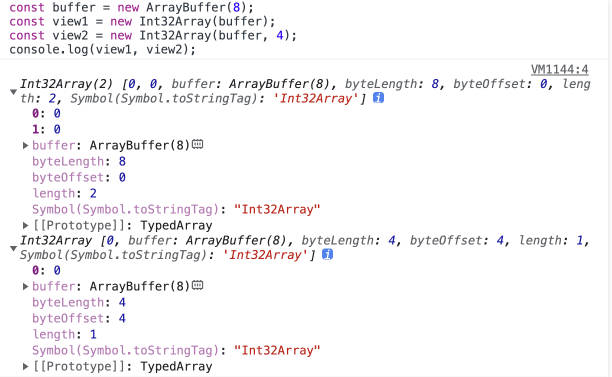 const buffer = new ArrayBuffer(8);
const view1 = new Int32Array(buffer);
const view2 = new Int32Array(buffer, 4);
console.log(view1, view2);
VM1144:4
Int32Array(2) [0, 0, buffer: ArrayBuffer(8), byteLength: 8, byteOffset: 0, leng
th: 2, Symbol(Symbol.toStringTag): 'Int32Array'] i
0: 0
1: 0
buffer: ArrayBuffer(8)
byteLength: 8
byteOffset: 0
length: 2
Symbol(Symbol.toStringTag): "Int32Array"
[[Prototype]]: TypedArray
Int32Array [0, buffer: ArrayBuffer(8), byteLength: 4, byteOffset: 4, length: 1,
Symbol(Symbol.toStringTag): 'Int32Array'] i
0: 0
buffer: ArrayBuffer(8)
byteLength: 4
byteOffset: 4
length: 1
Symbol(Symbol.toStringTag): "Int32Array"
[[Prototype]]: TypedArray